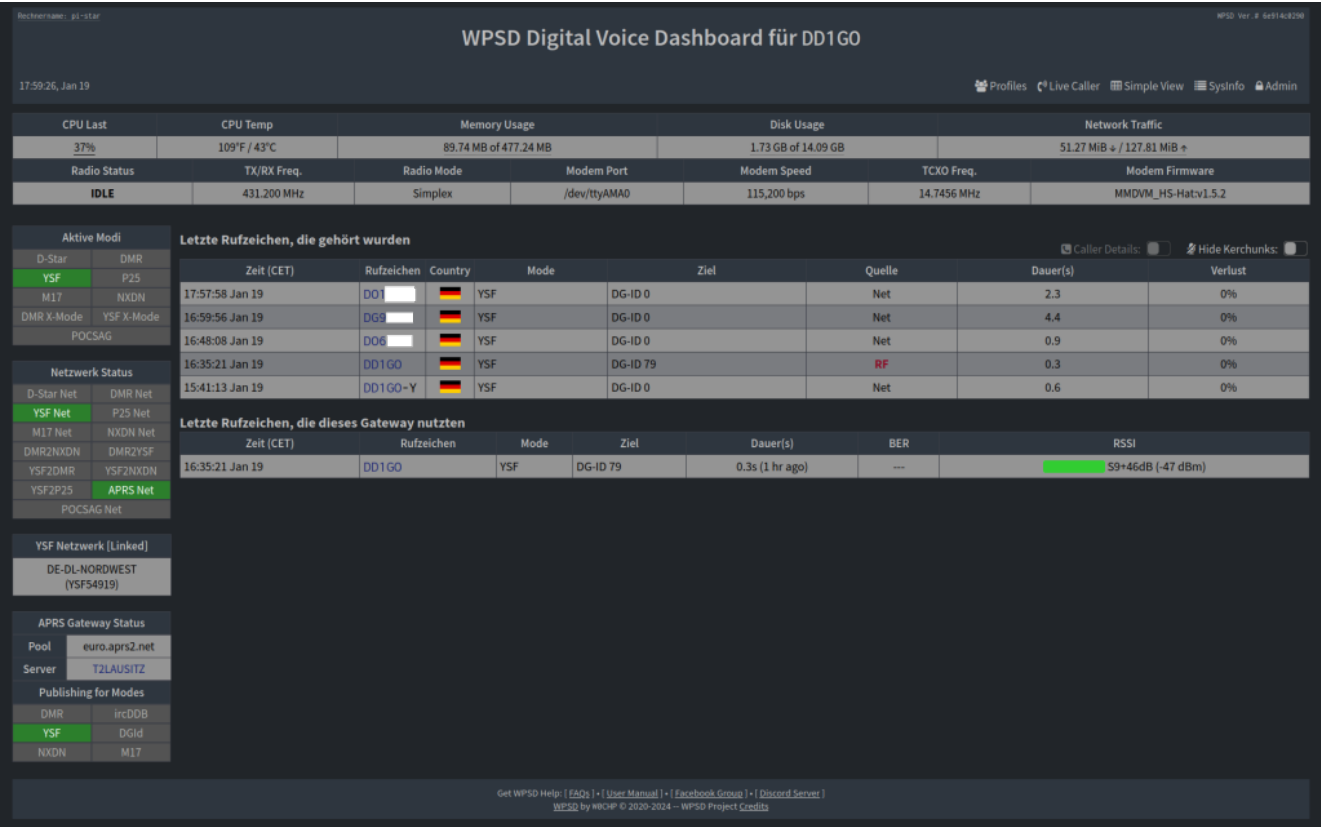 Rechnername: pi-star
WPSD Ver.# 6e914c8290
WPSD Digital Voice Dashboard für DD1GO
17:59:26, Jan 19
Profiles Live Caller Simple View SysInfo Admin
CPU Last CPU Temp Memory Usage Disk Usage Network Traffic
37% 109°F / 43°C 89.74 MB of 477.24 MB 1.73 GB of 14.09 GB 51.27 MiB ↓ / 127.81 MiB ↑
Radio Status TX/RX Freq. Radio Mode Modem Port Modem Speed TCXO Freq. Modem Firmware
IDLE 431.200 MHz Simplex /dev/ttyAMA0 115,200 bps 14.7456 MHz MMDVM_HS-Hat:v1.5.2
Aktive Modi
D-Star DMR
YSF P25
M17 NXDN
DMR X-Mode YSF X-Mode
POCSAG
Netzwerk Status
D-Star Net DMR Net
YSF Net P25 Net
M17 Net NXDN Net
DMR2NXDN DMR2YSF
YSF2DMR YSF2NXDN
YSF2P25 APRS Net
POCSAG Net
YSF Netzwerk [Linked]
DE-DL-NORDWEST
(YSF54919)
APRS Gateway Status
Pool euro.aprs2.net
Server T2LAUSITZ
Publishing for Modes
DMR ircDDB
YSF DGId
NXDN M17
Letzte Rufzeichen, die gehört wurden
Caller Details: Hide Kerchunks:
Zeit (CET) Rufzeichen Country Mode Ziel Quelle Dauer(s) Verlust
17:57:58 Jan 19 DO1 YSF DG-ID 0 Net 2.3 0%
16:59:56 Jan 19 DG9 YSF DG-ID 0 Net 4.4 0%
16:48:08 Jan 19 DO6 YSF DG-ID 0 Net 0.9 0%
16:35:21 Jan 19 DD1GO YSF DG-ID 79 RF 0.3 0%
15:41:13 Jan 19 DD1GO-Y YSF DG-ID 0 Net 0.6 0%
Letzte Rufzeichen, die dieses Gateway nutzten
Zeit (CET) Rufzeichen Mode Ziel Dauer(s) BER RSSI
16:35:21 Jan 19 DD1GO YSF DG-ID 79 0.3s (1 hr ago) --- S9+46dB (-47 dBm)
Get WPSD Help: [ FAQs ] • [ User Manual ] • [ Facebook Group ] • [ Discord Server ]
WPSD by W0CHP © 2020-2024 -- WPSD Project Credits